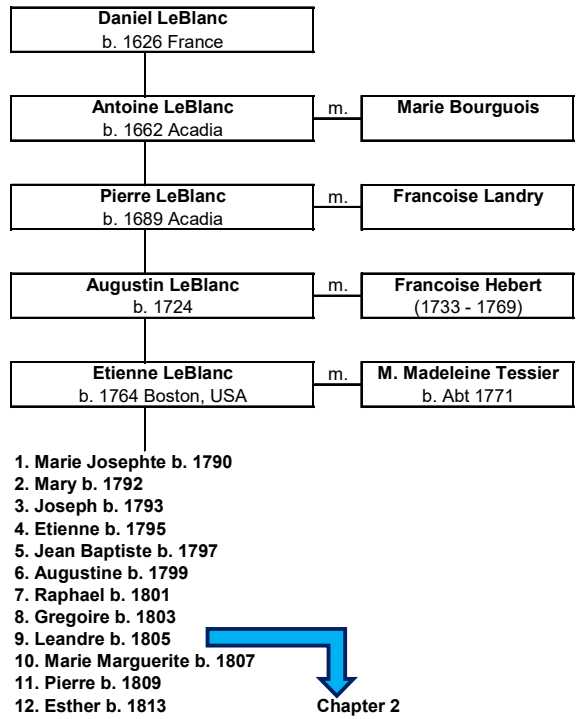 Daniel LeBlanc
b. 1626 France
Antoine LeBlanc
b. 1662 Acadia
m.
Marie Bourguois
Pierre LeBlanc
b. 1689 Acadia
m.
Francoise Landry
Augustin LeBlanc
b. 1724
m.
Francoise Hebert
(1733 - 1769)
Etienne LeBlanc
b. 1764 Boston, USA
m.
M. Madeleine Tessier
b. Abt 1771
1. Marie Josephte b. 1790
2. Mary b. 1792
3. Joseph b. 1793
4. Etienne b. 1795
5. Jean Baptiste b. 1797
6. Augustine b. 1799
7. Raphael b. 1801
8. Gregoire b. 1803
9. Leandre b. 1805
10. Marie Marguerite b. 1807
11. Pierre b. 1809
12. Esther b. 1813
Chapter 2